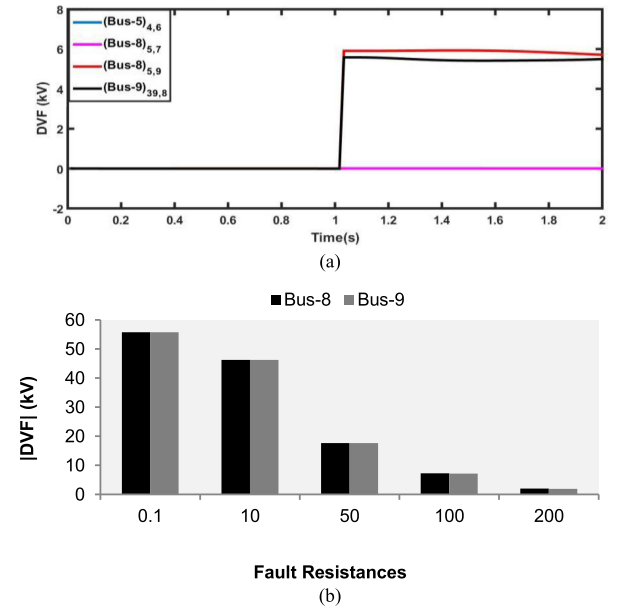 8
6
4
2
0
-2
DVF (kV)
(Bus-5)4,6
(Bus-8)5,7
(Bus-8)5,9
(Bus-9)39,8
0 0.2 0.4 0.6 0.8 1 1.2 1.4 1.6 1.8 2
Time(s)
(a)
Bus-8 Bus-9
60
50
40
30
20
10
0
|DVF| (kV)
0.1 10 50 100 200
Fault Resistances
(b)